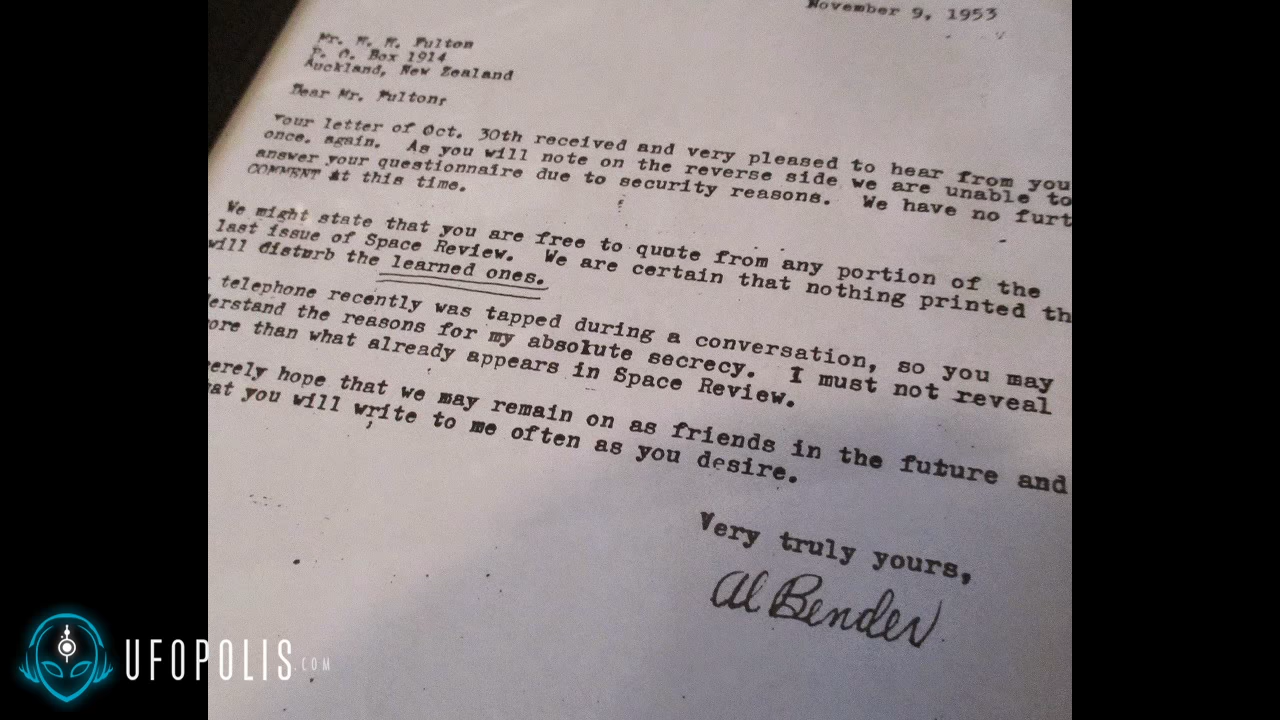 November 9, 1953
Mr. H. H. Fulton
P. O. Box 1914
Auckland, New Zealand
Dear Mr. Fulton;
Your letter of Oct. 30th received and very pleased to hear from you
once. again. As you will note on the reverse side we are unable to
answer your questionnaire due to security reasons. We have no furt
COMMENT at this time.
We might state that you are free to quote from any portion of the
last issue of Space Review. We are certain that nothing printed th
will disturb the learned ones.
telephone recently was tapped during a conversation, so you may
erstand the reasons for my absolute secrecy. I must not reveal
ore than what already appears in Space Review.
erely hope that we may remain on as friends in the future and
at you will write to me often as you desire.
Very truly yours,
Al Bender
UFOPOLIS.COM